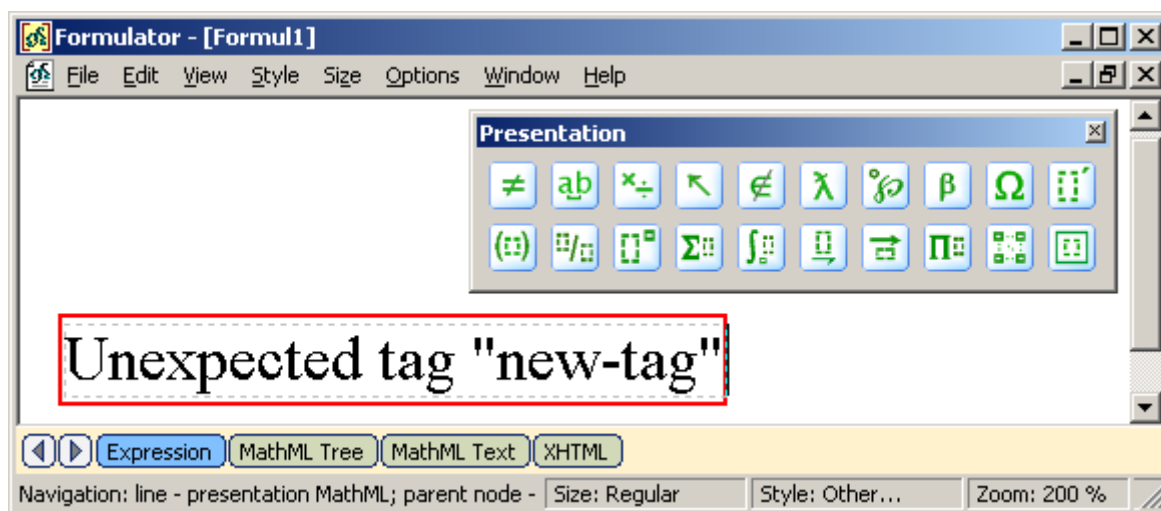 Formulator - [Formul1]
File Edit View Style Size Options Window Help
Presentation
≠ ab ×÷ ↖ ∉ ƛ ℘ β Ω
Σ ∫ Π
Unexpected tag "new-tag"
Expression MathML Tree MathML Text XHTML
Navigation: line - presentation MathML; parent node - Size: Regular Style: Other... Zoom: 200 %